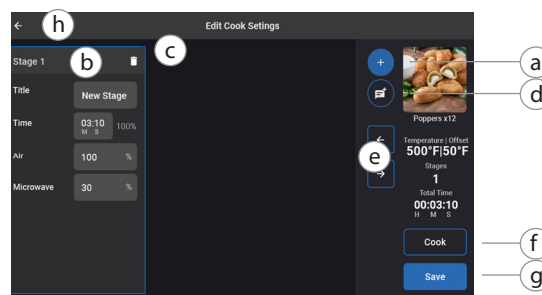 h
Edit Cook Setings
Stage 1
b
c
a
d
Title
New Stage
Poppers x12
Time
03:10
M S
100%
e
Temperature | Offset
500°F|50°F
Air
100 %
Stages
1
Microwave
30 %
Total Time
00:03:10
H M S
Cook
f
Save
g